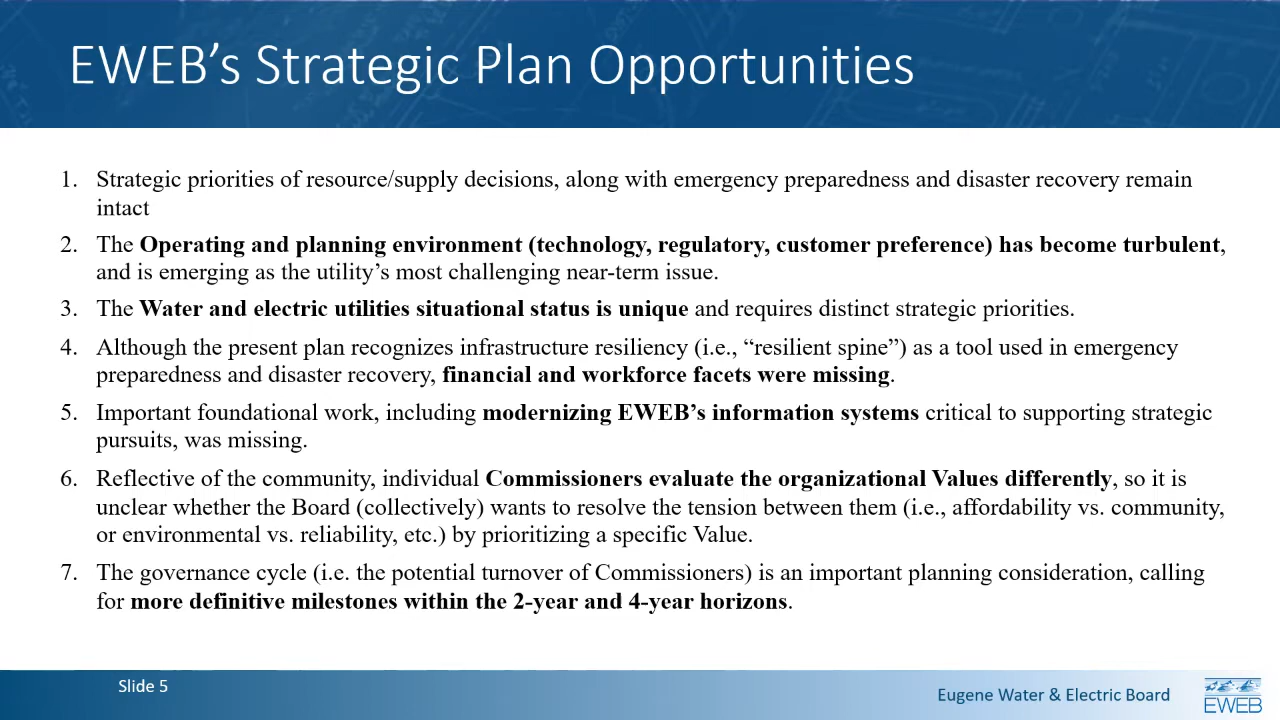 EWEB’s Strategic Plan Opportunities
1. Strategic priorities of resource/supply decisions, along with emergency preparedness and disaster recovery remain
intact
2. The Operating and planning environment (technology, regulatory, customer preference) has become turbulent,
and is emerging as the utility’s most challenging near-term issue.
3. The Water and electric utilities situational status is unique and requires distinct strategic priorities.
4. Although the present plan recognizes infrastructure resiliency (i.e., “resilient spine”) as a tool used in emergency
preparedness and disaster recovery, financial and workforce facets were missing.
5. Important foundational work, including modernizing EWEB’s information systems critical to supporting strategic
pursuits, was missing.
6. Reflective of the community, individual Commissioners evaluate the organizational Values differently, so it is
unclear whether the Board (collectively) wants to resolve the tension between them (i.e., affordability vs. community,
or environmental vs. reliability, etc.) by prioritizing a specific Value.
7. The governance cycle (i.e. the potential turnover of Commissioners) is an important planning consideration, calling
for more definitive milestones within the 2-year and 4-year horizons.
Slide 5
Eugene Water & Electric Board
EWEB